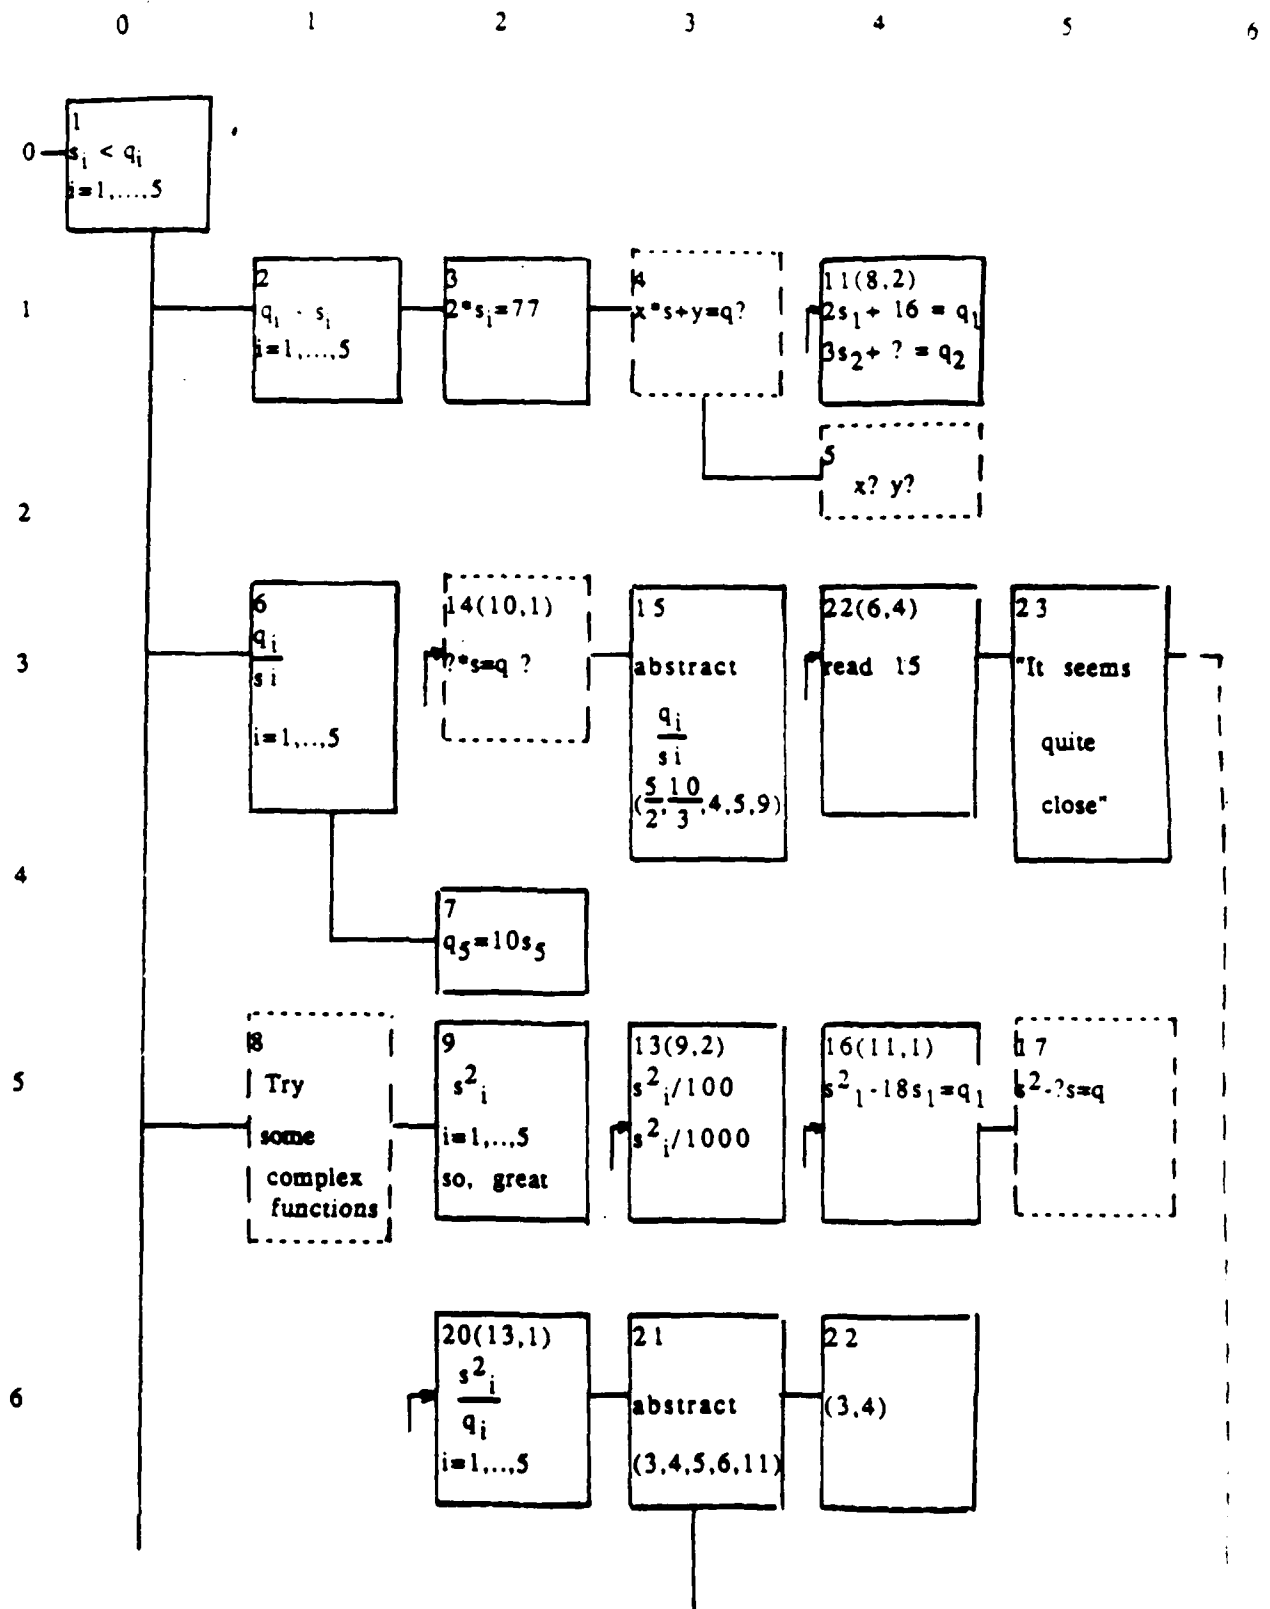 0 1 2 3 4 5 6
0
1
s_i < q_i
i=1,...,5
1
2
q_i - s_i
i=1,...,5
3
2*s_i=77
4
x*s+y=q?
11(8,2)
2s_1+ 16 = q_1
3s_2+ ? = q_2
5
x? y?
2
3
6
q_i
s i
i=1,..,5
14(10,1)
?*s=q ?
15
abstract
q_i
s i
(5/2,10/3,4,5,9)
22(6,4)
read 15
23
"It seems
quite
close"
4
7
q_5=10s_5
5
8
Try
some
complex
functions
9
s^2_i
i=1,..,5
so, great
13(9,2)
s^2_i/100
s^2_i/1000
16(11,1)
s^2_1-18s_1=q_1
17
s^2-?s=q
6
20(13,1)
s^2_i
q_i
i=1,..,5
21
abstract
(3,4,5,6,11)
22
(3,4)